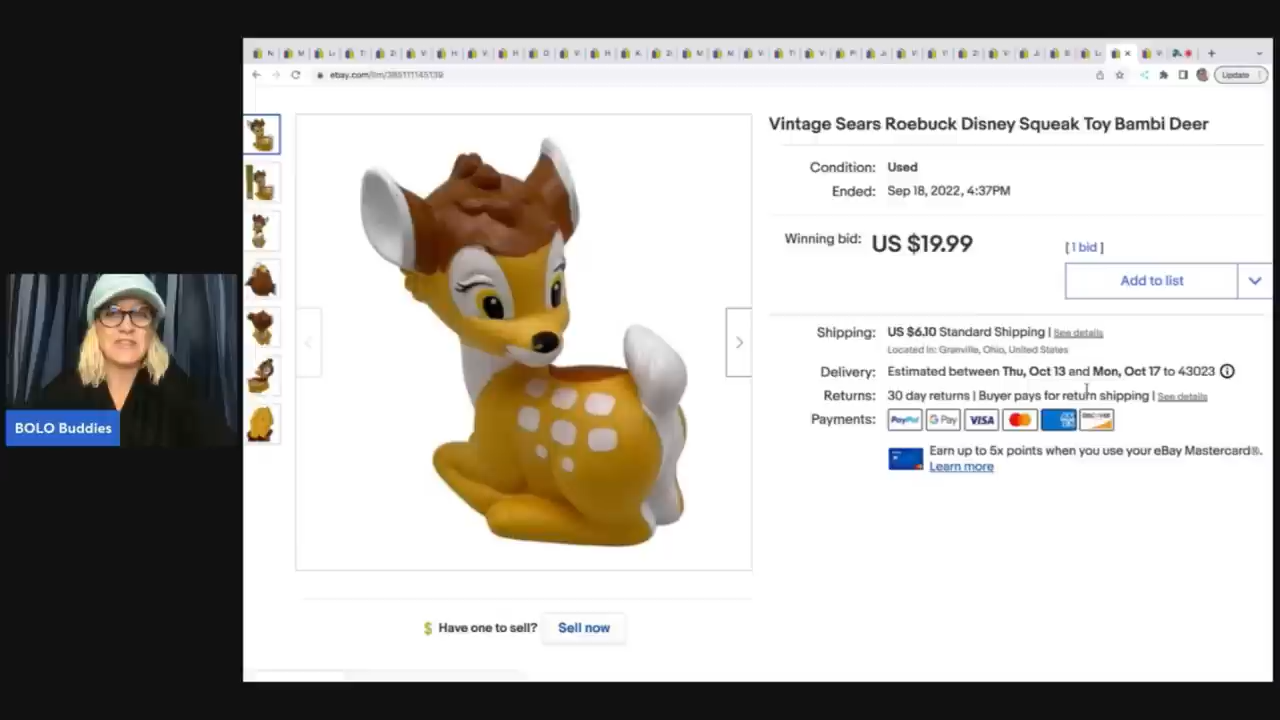 ebay.com/itm/385111145139
Update
Vintage Sears Roebuck Disney Squeak Toy Bambi Deer
Condition: Used
Ended: Sep 18, 2022, 4:37PM
Winning bid: US $19.99 [ 1 bid ]
Add to list
Shipping: US $6.10 Standard Shipping | See details
Located in: Granville, Ohio, United States
Delivery: Estimated between Thu, Oct 13 and Mon, Oct 17 to 43023
Returns: 30 day returns | Buyer pays for return shipping | See details
Payments: PayPal G Pay VISA DISCOVER
Earn up to 5x points when you use your eBay Mastercard®.
Learn more
BOLO Buddies
$ Have one to sell? Sell now